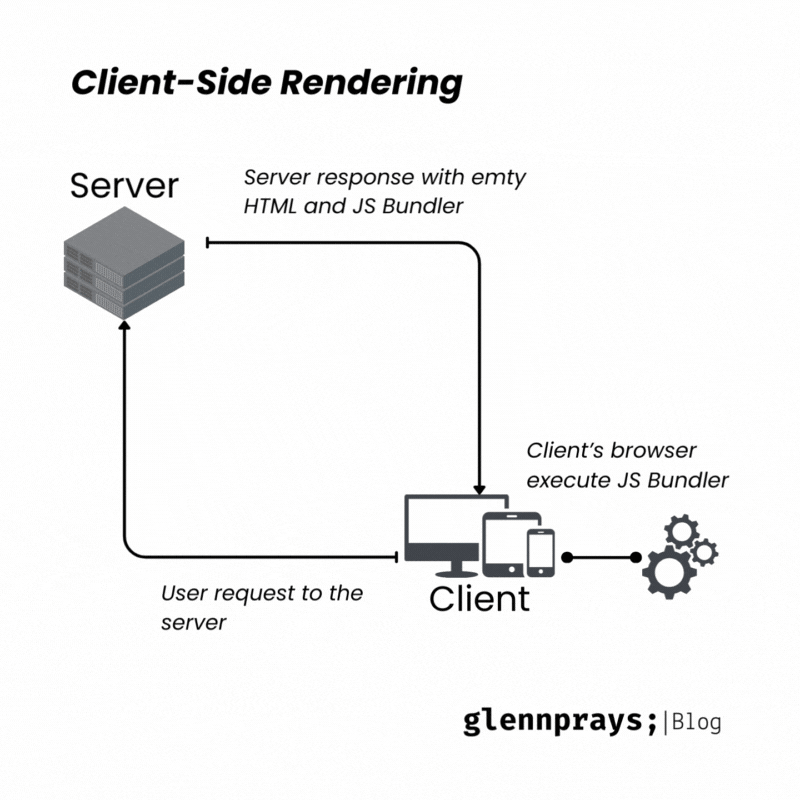 Client-Side Rendering
Server
Server response with emty
HTML and JS Bundler
Client's browser
execute JS Bundler
Client
User request to the
server
glennprays;|Blog